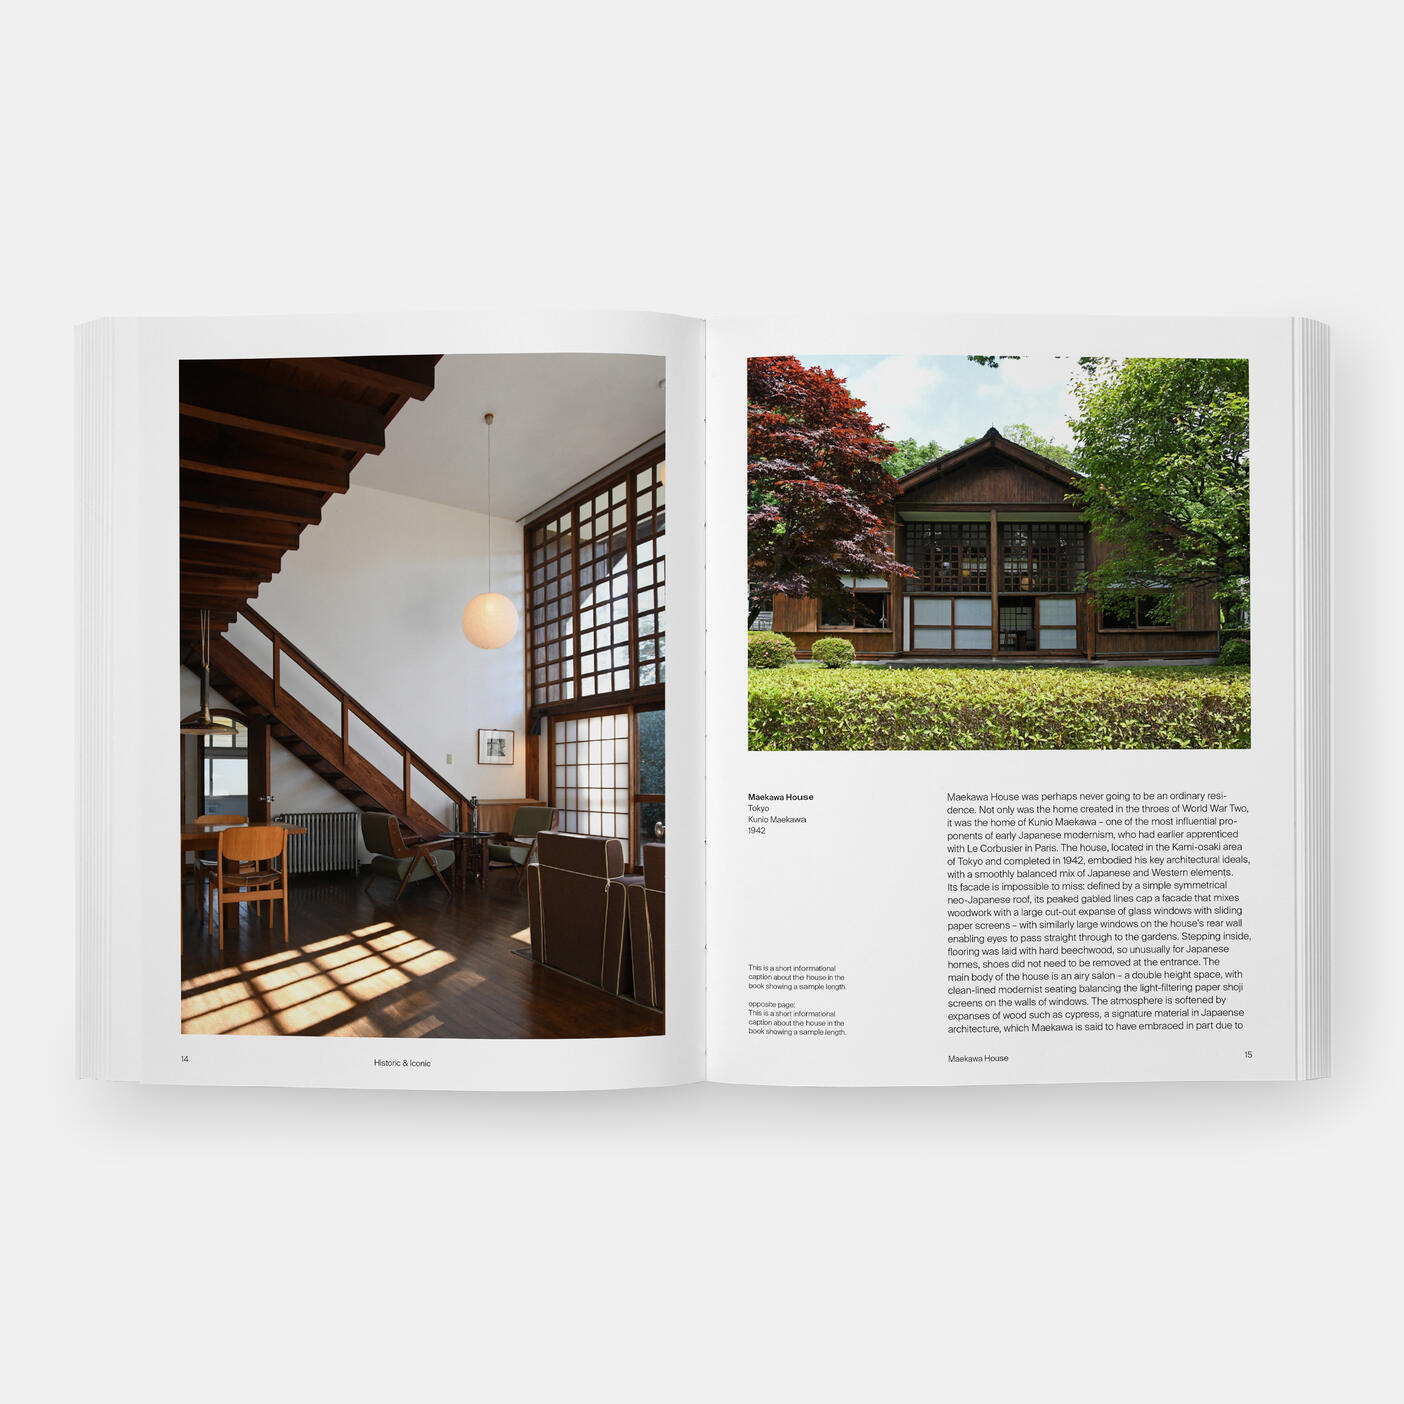 14
Historic & Iconic
Maekawa House
Tokyo
Kunio Maekawa
1942
This is a short informational
caption about the house in the
book showing a sample length.
opposite page:
This is a short informational
caption about the house in the
book showing a sample length.
Maekawa House was perhaps never going to be an ordinary resi-
dence. Not only was the home created in the throes of World War Two,
it was the home of Kunio Maekawa – one of the most influential pro-
ponents of early Japanese modernism, who had earlier apprenticed
with Le Corbusier in Paris. The house, located in the Kami-osaki area
of Tokyo and completed in 1942, embodied his key architectural ideals,
with a smoothly balanced mix of Japanese and Western elements.
Its facade is impossible to miss: defined by a simple symmetrical
neo-Japanese roof, its peaked gabled lines cap a facade that mixes
woodwork with a large cut-out expanse of glass windows with sliding
paper screens – with similarly large windows on the house's rear wall
enabling eyes to pass straight through to the gardens. Stepping inside,
flooring was laid with hard beechwood, so unusually for Japanese
homes, shoes did not need to be removed at the entrance. The
main body of the house is an airy salon – a double height space, with
clean-lined modernist seating balancing the light-filtering paper shoji
screens on the walls of windows. The atmosphere is softened by
expanses of wood such as cypress, a signature material in Japaense
architecture, which Maekawa is said to have embraced in part due to
Maekawa House
15